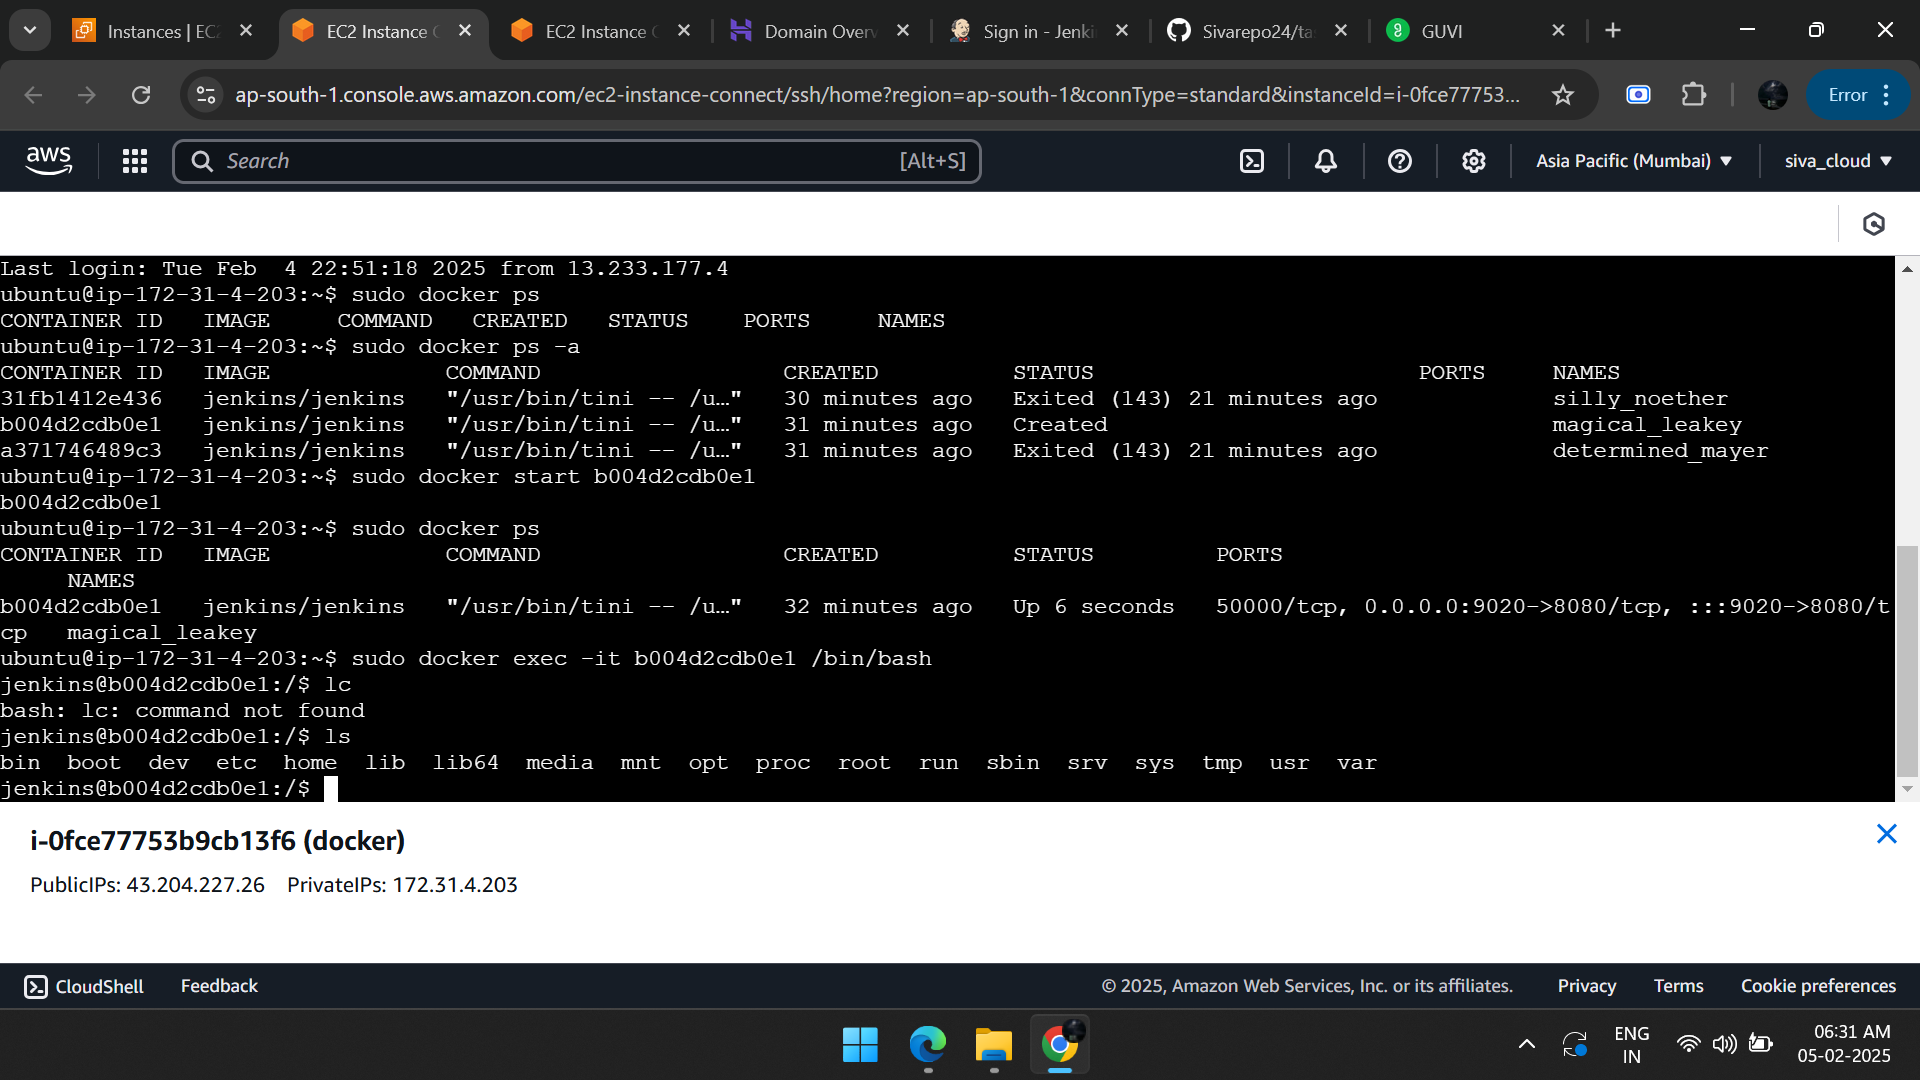 Instances | EC
EC2 Instance C
EC2 Instance C
Domain Overv
Sign in - Jenki
Sivarepo24/ta
GUVI
ap-south-1.console.aws.amazon.com/ec2-instance-connect/ssh/home?region=ap-south-1&connType=standard&instanceId=i-0fce77753...
Error
aws
Search
[Alt+S]
Asia Pacific (Mumbai)
siva_cloud
Last login: Tue Feb  4 22:51:18 2025 from 13.233.177.4
ubuntu@ip-172-31-4-203:~$ sudo docker ps
CONTAINER ID   IMAGE     COMMAND   CREATED   STATUS    PORTS     NAMES
ubuntu@ip-172-31-4-203:~$ sudo docker ps -a
CONTAINER ID   IMAGE             COMMAND                  CREATED          STATUS                        PORTS     NAMES
31fb1412e436   jenkins/jenkins   "/usr/bin/tini -- /u…"   30 minutes ago   Exited (143) 21 minutes ago             silly_noether
b004d2cdb0e1   jenkins/jenkins   "/usr/bin/tini -- /u…"   31 minutes ago   Created                                 magical_leakey
a371746489c3   jenkins/jenkins   "/usr/bin/tini -- /u…"   31 minutes ago   Exited (143) 21 minutes ago             determined_mayer
ubuntu@ip-172-31-4-203:~$ sudo docker start b004d2cdb0e1
b004d2cdb0e1
ubuntu@ip-172-31-4-203:~$ sudo docker ps
CONTAINER ID   IMAGE             COMMAND                  CREATED          STATUS         PORTS
     NAMES
b004d2cdb0e1   jenkins/jenkins   "/usr/bin/tini -- /u…"   32 minutes ago   Up 6 seconds   50000/tcp, 0.0.0.0:9020->8080/tcp, :::9020->8080/t
cp   magical_leakey
ubuntu@ip-172-31-4-203:~$ sudo docker exec -it b004d2cdb0e1 /bin/bash
jenkins@b004d2cdb0e1:/$ lc
bash: lc: command not found
jenkins@b004d2cdb0e1:/$ ls
bin  boot  dev  etc  home  lib  lib64  media  mnt  opt  proc  root  run  sbin  srv  sys  tmp  usr  var
jenkins@b004d2cdb0e1:/$
i-0fce77753b9cb13f6 (docker)
PublicIPs: 43.204.227.26   PrivateIPs: 172.31.4.203
CloudShell
Feedback
© 2025, Amazon Web Services, Inc. or its affiliates.
Privacy
Terms
Cookie preferences
ENG
IN
06:31 AM
05-02-2025